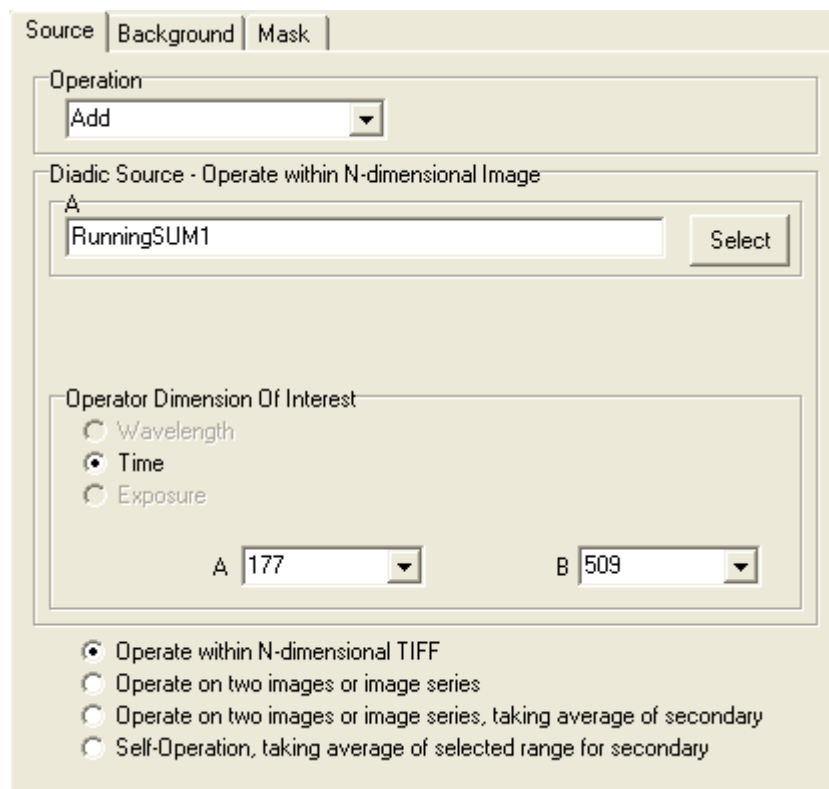 Source Background Mask
Operation
Add
Diadic Source - Operate within N-dimensional Image
A
RunningSUM1 Select
Operator Dimension Of Interest
Wavelength
Time
Exposure
A 177 B 509
Operate within N-dimensional TIFF
Operate on two images or image series
Operate on two images or image series, taking average of secondary
Self-Operation, taking average of selected range for secondary